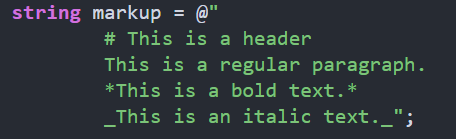 string markup = @"
# This is a header
This is a regular paragraph.
*This is a bold text.*
_This is an italic text._";